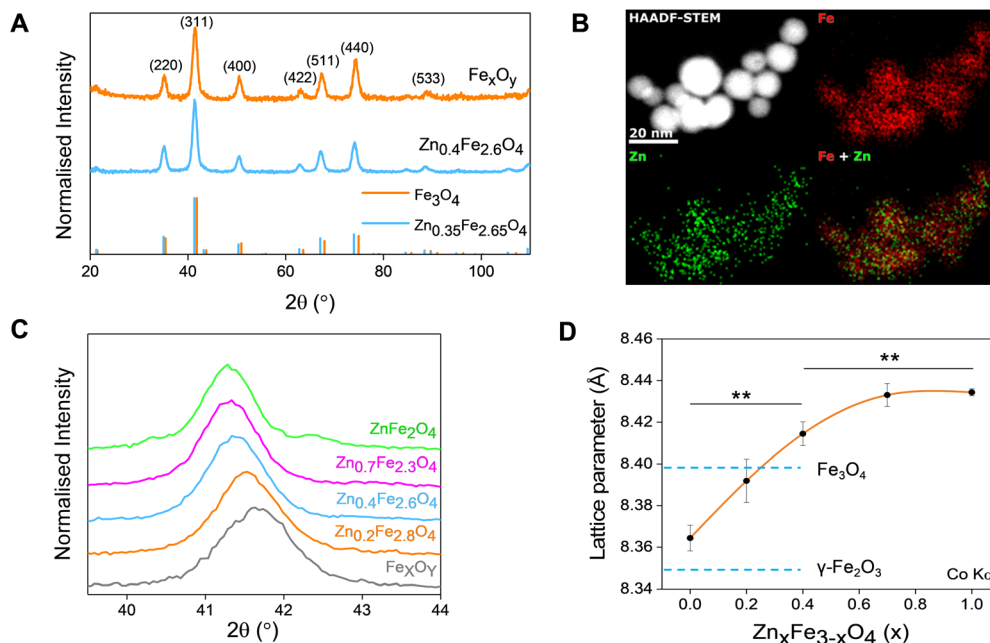 A
Normalised Intensity
(220)
(311)
(400)
(422)
(511)
(440)
(533)
FexOy
Zn0.4Fe2.6O4
Fe3O4
Zn0.35Fe2.65O4
20 40 60 80 100
2θ (°)
B
HAADF-STEM
Fe
20 nm
Zn
Fe + Zn
C
Normalised Intensity
ZnFe2O4
Zn0.7Fe2.3O4
Zn0.4Fe2.6O4
Zn0.2Fe2.8O4
FeXOY
40 41 42 43 44
2θ (°)
D
Lattice parameter (Å)
8.46
8.44
8.42
8.40
8.38
8.36
8.34
**
**
Fe3O4
γ-Fe2O3
Co Kα
0.0 0.2 0.4 0.6 0.8 1.0
ZnxFe3-xO4 (x)